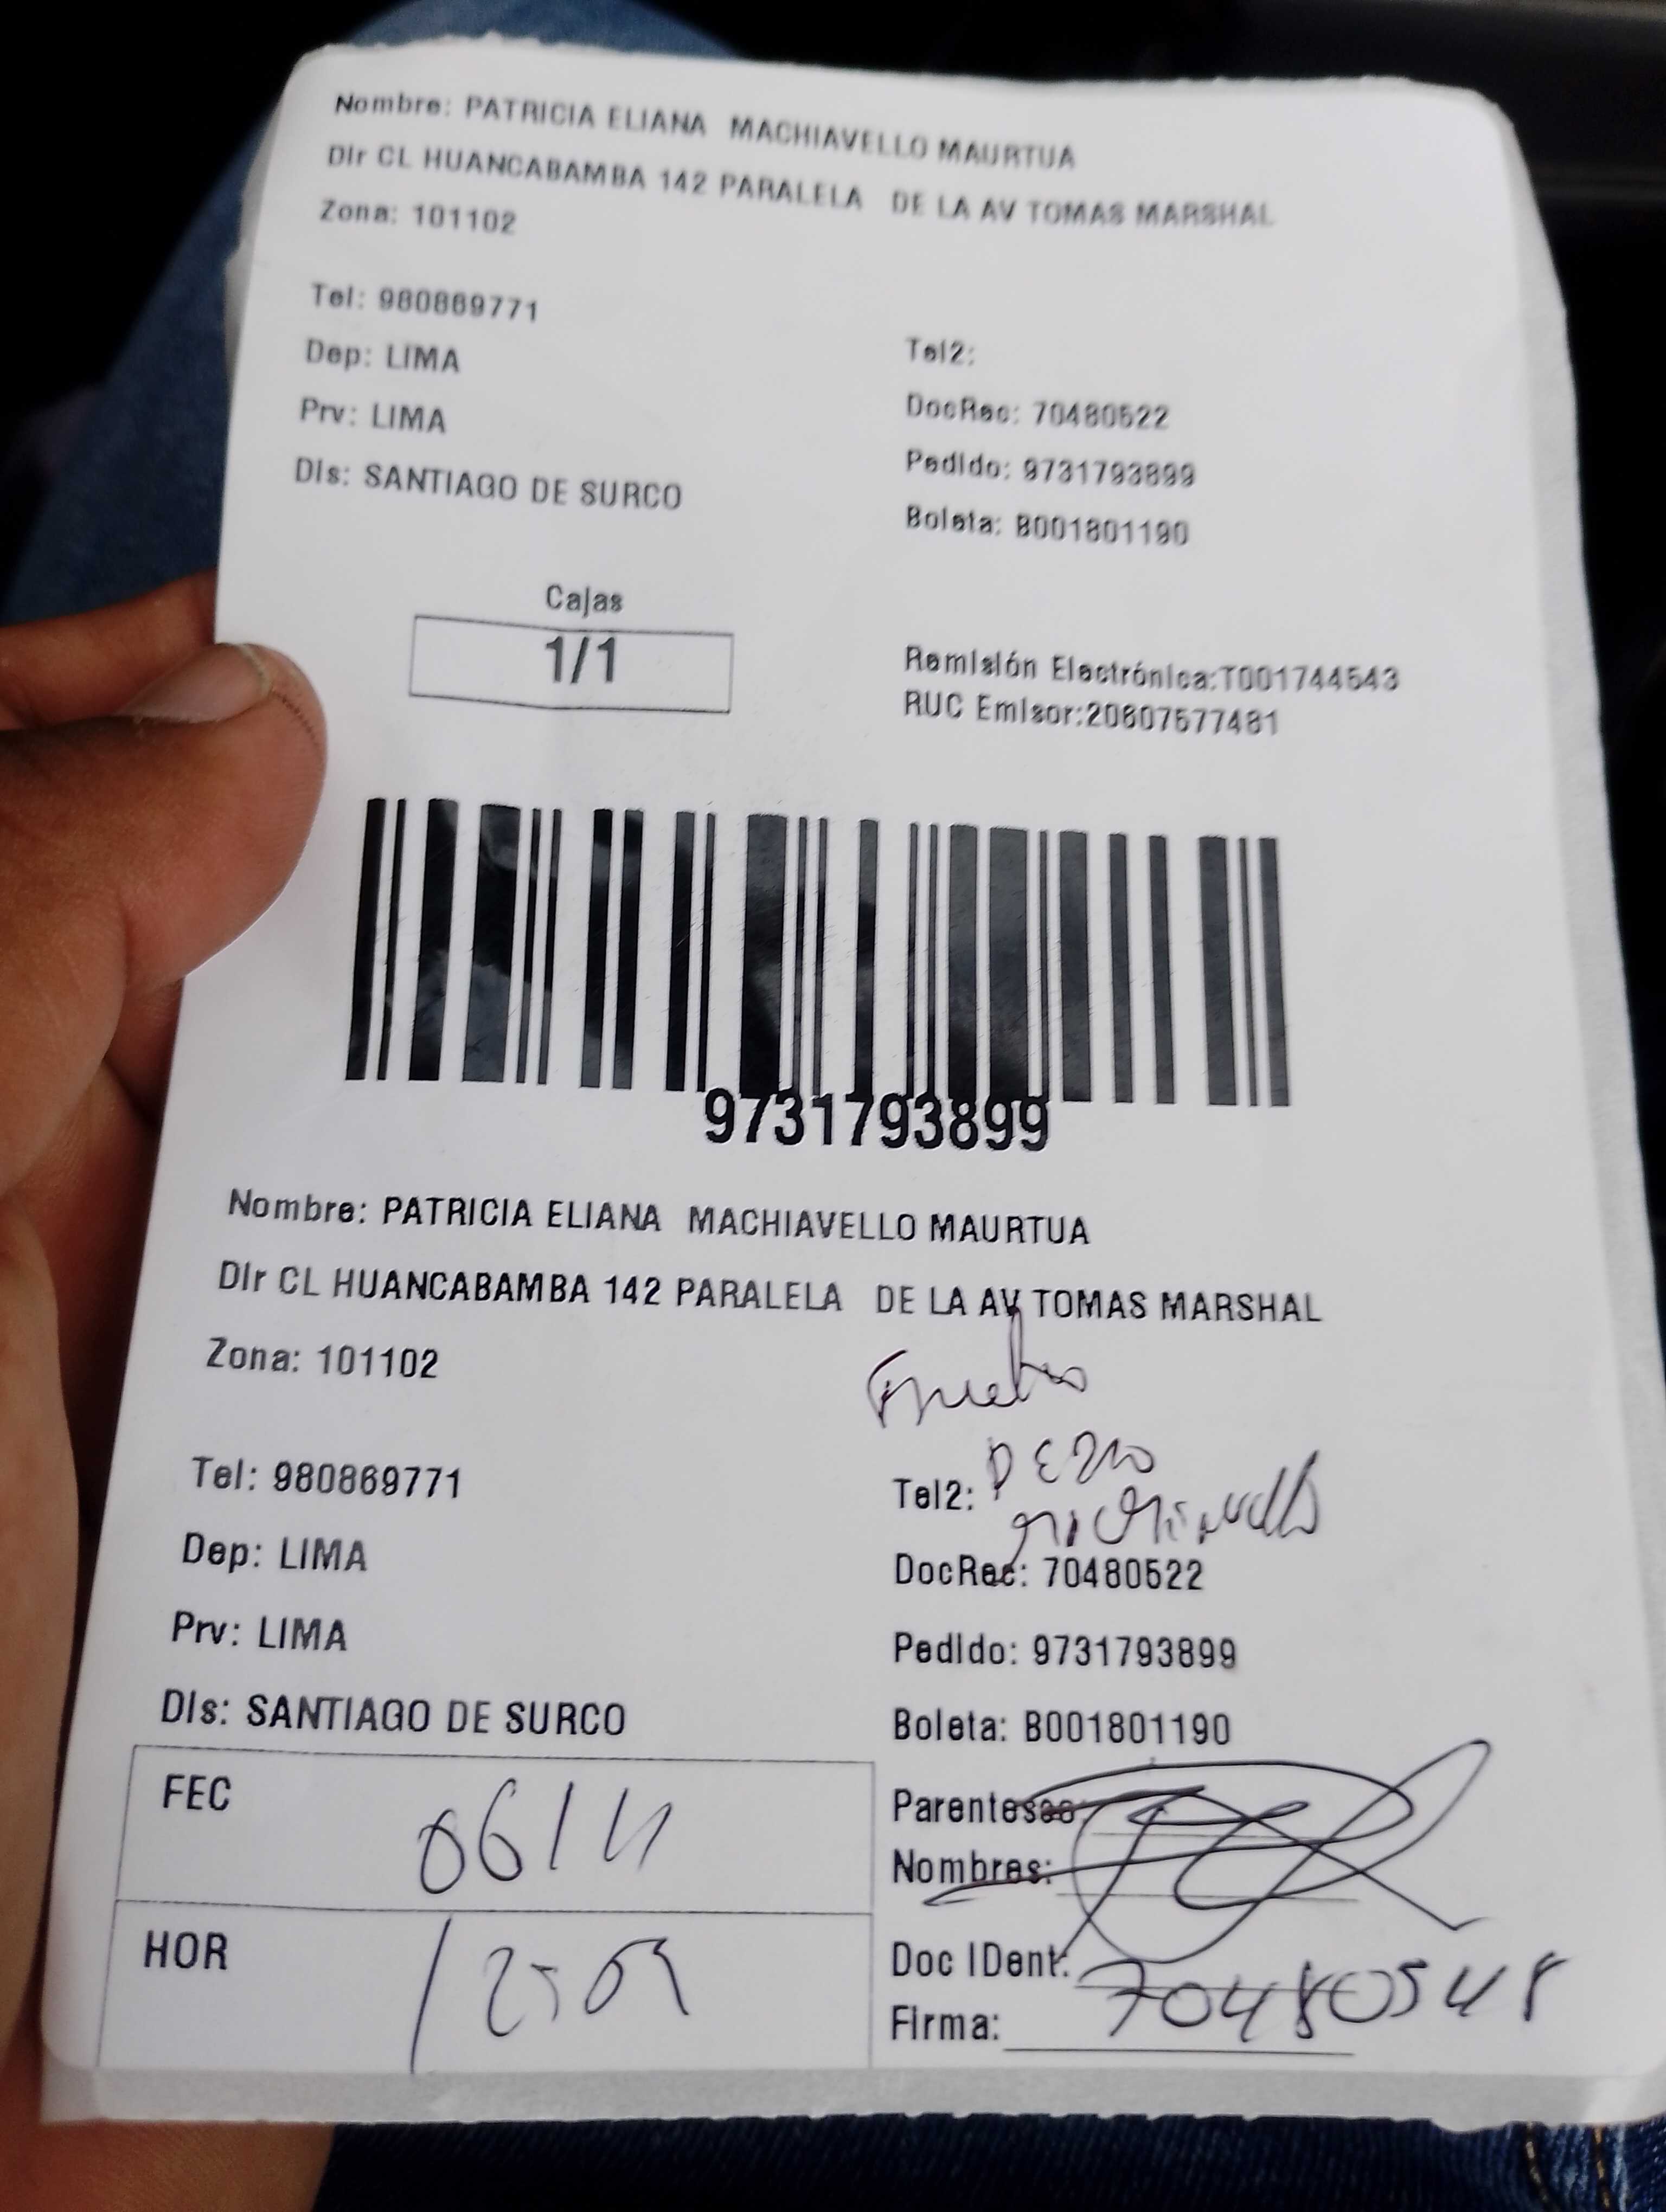 Nombre: PATRICIA ELIANA MACHIAVELLO MAURTUA
Dir CL HUANCABAMBA 142 PARALELA DE LA AV TOMAS MARSHAL
Zona: 101102
Tel: 980869771
Tel2:
Dep: LIMA
DocRec: 70480522
Prv: LIMA
Pedido: 9731793899
Dis: SANTIAGO DE SURCO
Boleta: B001801190
Cajas
1/1
Remisión Electrónica:T001744543
RUC Emisor:20607577481
9731793899
Nombre: PATRICIA ELIANA MACHIAVELLO MAURTUA
Dir CL HUANCABAMBA 142 PARALELA DE LA AV TOMAS MARSHAL
Zona: 101102
Tel: 980869771
Tel2:
Dep: LIMA
DocRec: 70480522
Prv: LIMA
Pedido: 9731793899
Dis: SANTIAGO DE SURCO
Boleta: B001801190
FEC 06/11
Parentesco:
Nombres:
HOR
Doc IDent: 70480548
Firma: